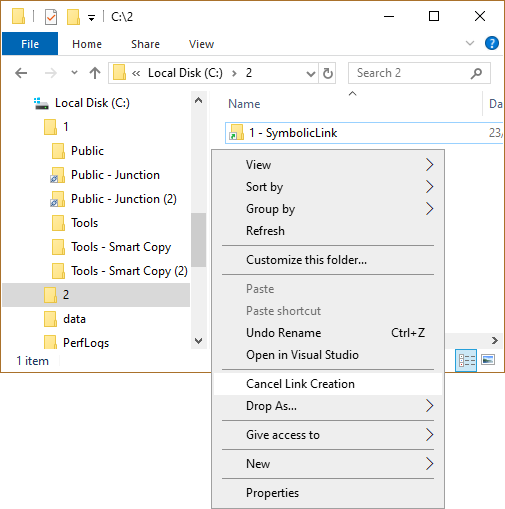 C:\2
File Home Share View
Local Disk (C:) 2 Search 2
Local Disk (C:)
1
Public
Public - Junction
Public - Junction (2)
Tools
Tools - Smart Copy
Tools - Smart Copy (2)
2
data
PerfLogs
Name Da
1 - SymbolicLink 23/
View
Sort by
Group by
Refresh
Customize this folder...
Paste
Paste shortcut
Undo Rename Ctrl+Z
Open in Visual Studio
Cancel Link Creation
Drop As...
Give access to
New
Properties
1 item